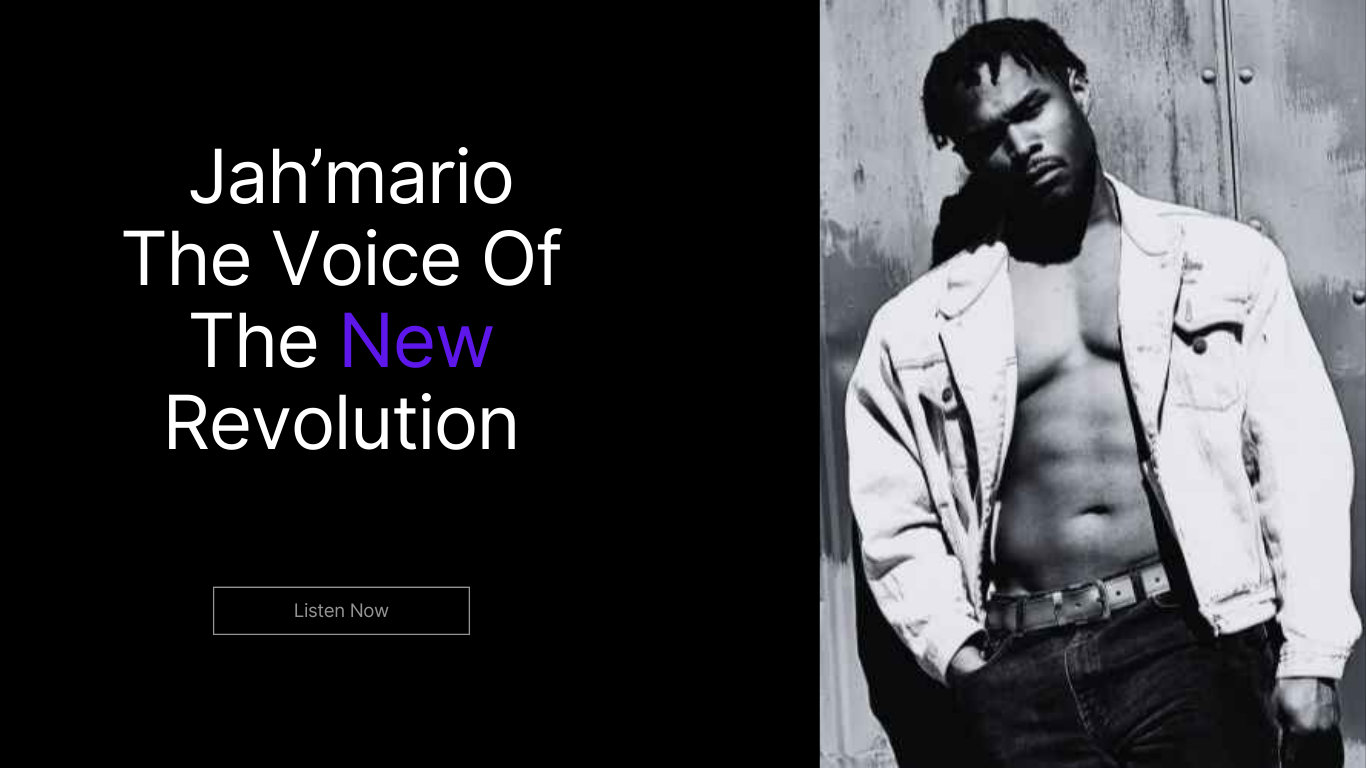 Jah’mario
The Voice Of
The New
Revolution
Listen Now